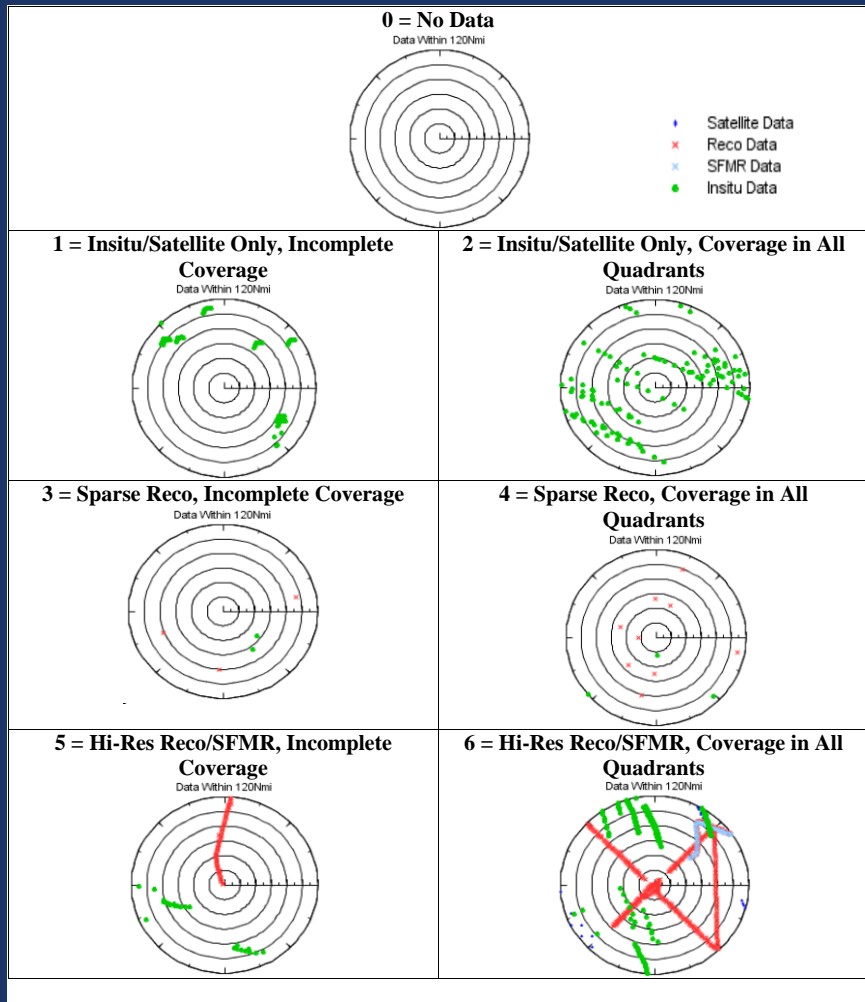 0 = No Data
Data Within 120Nmi
Satellite Data
Reco Data
SFMR Data
Insitu Data
1 = Insitu/Satellite Only, Incomplete
Coverage
Data Within 120Nmi
2 = Insitu/Satellite Only, Coverage in All
Quadrants
Data Within 120Nmi
3 = Sparse Reco, Incomplete Coverage
Data Within 120Nmi
4 = Sparse Reco, Coverage in All
Quadrants
Data Within 120Nmi
5 = Hi-Res Reco/SFMR, Incomplete
Coverage
Data Within 120Nmi
6 = Hi-Res Reco/SFMR, Coverage in All
Quadrants
Data Within 120Nmi